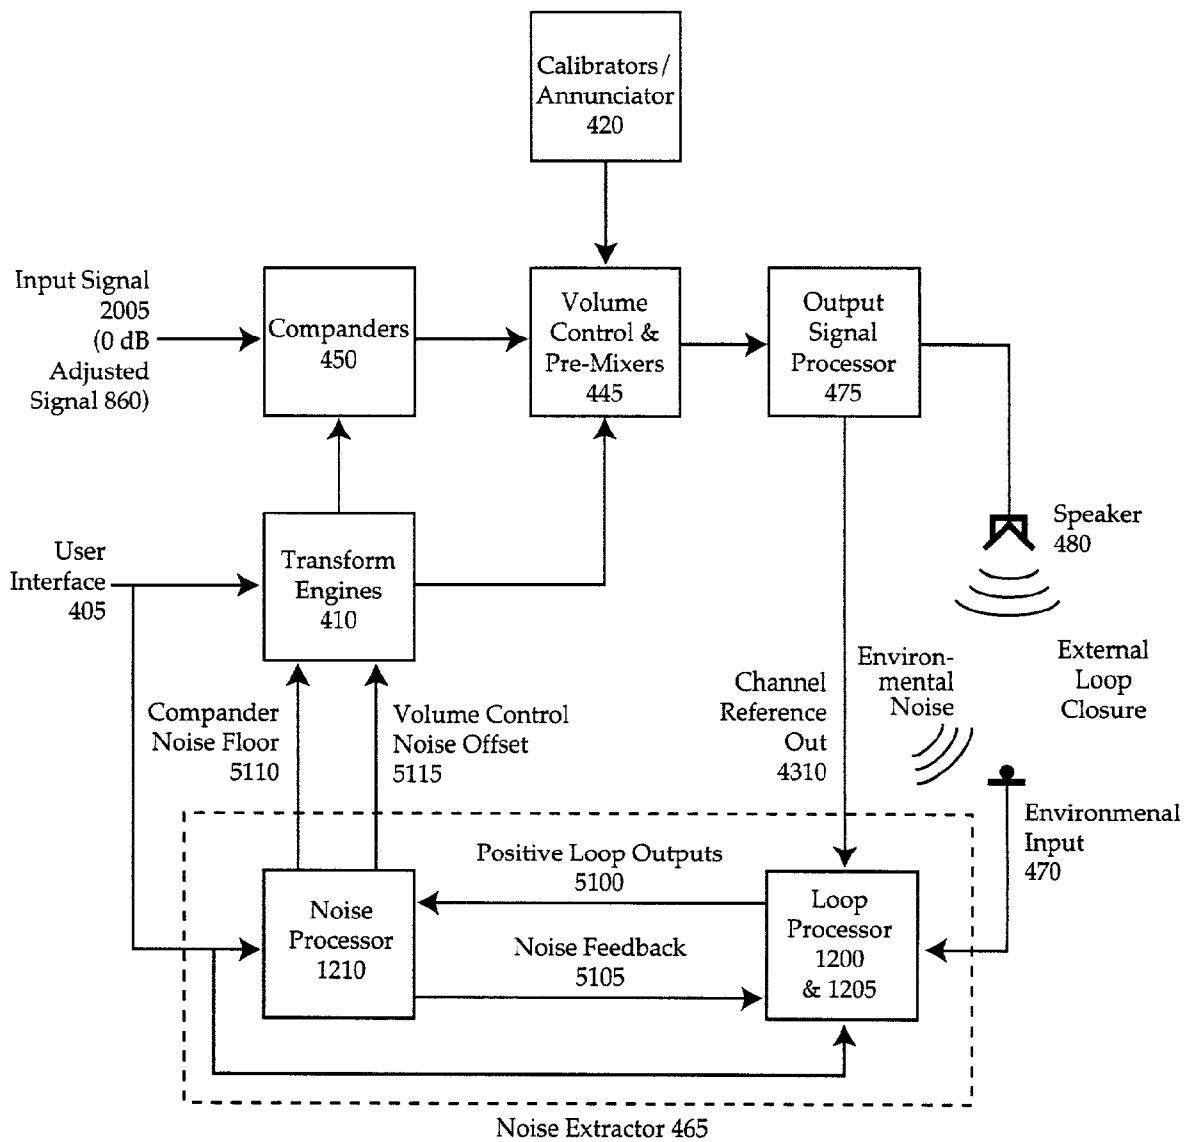 Calibrators/
Annunciator
420
Input Signal
2005
(0 dB
Adjusted
Signal 860)
Companders
450
Volume
Control &
Pre-Mixers
445
Output
Signal
Processor
475
User
Interface
405
Transform
Engines
410
Speaker
480
Compander
Noise Floor
5110
Volume Control
Noise Offset
5115
Channel
Reference
Out
4310
Environ-
mental
Noise
External
Loop
Closure
Environmenal
Input
470
Positive Loop Outputs
5100
Noise
Processor
1210
Noise Feedback
5105
Loop
Processor
1200
& 1205
Noise Extractor 465